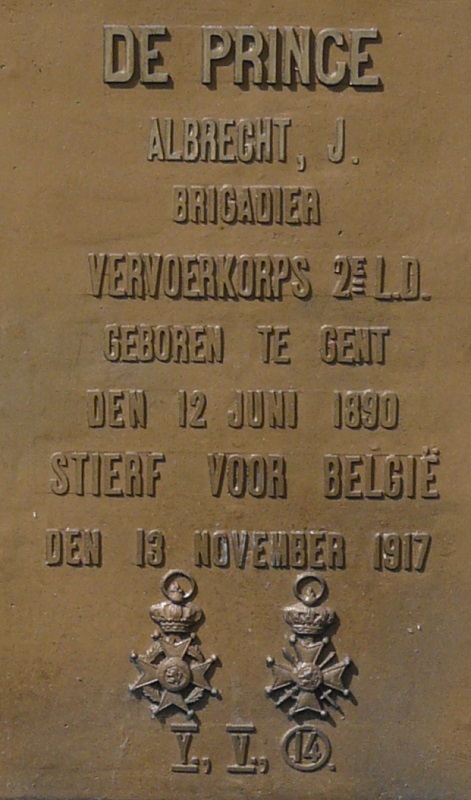 DE PRINCE
ALBRECHT, J.
BRIGADIER
VERVOERKORPS 2DE L.D.
GEBOREN TE GENT
DEN 12 JUNI 1890
STIERF VOOR BELGIË
DEN 13 NOVEMBER 1917
Y., V., 14.